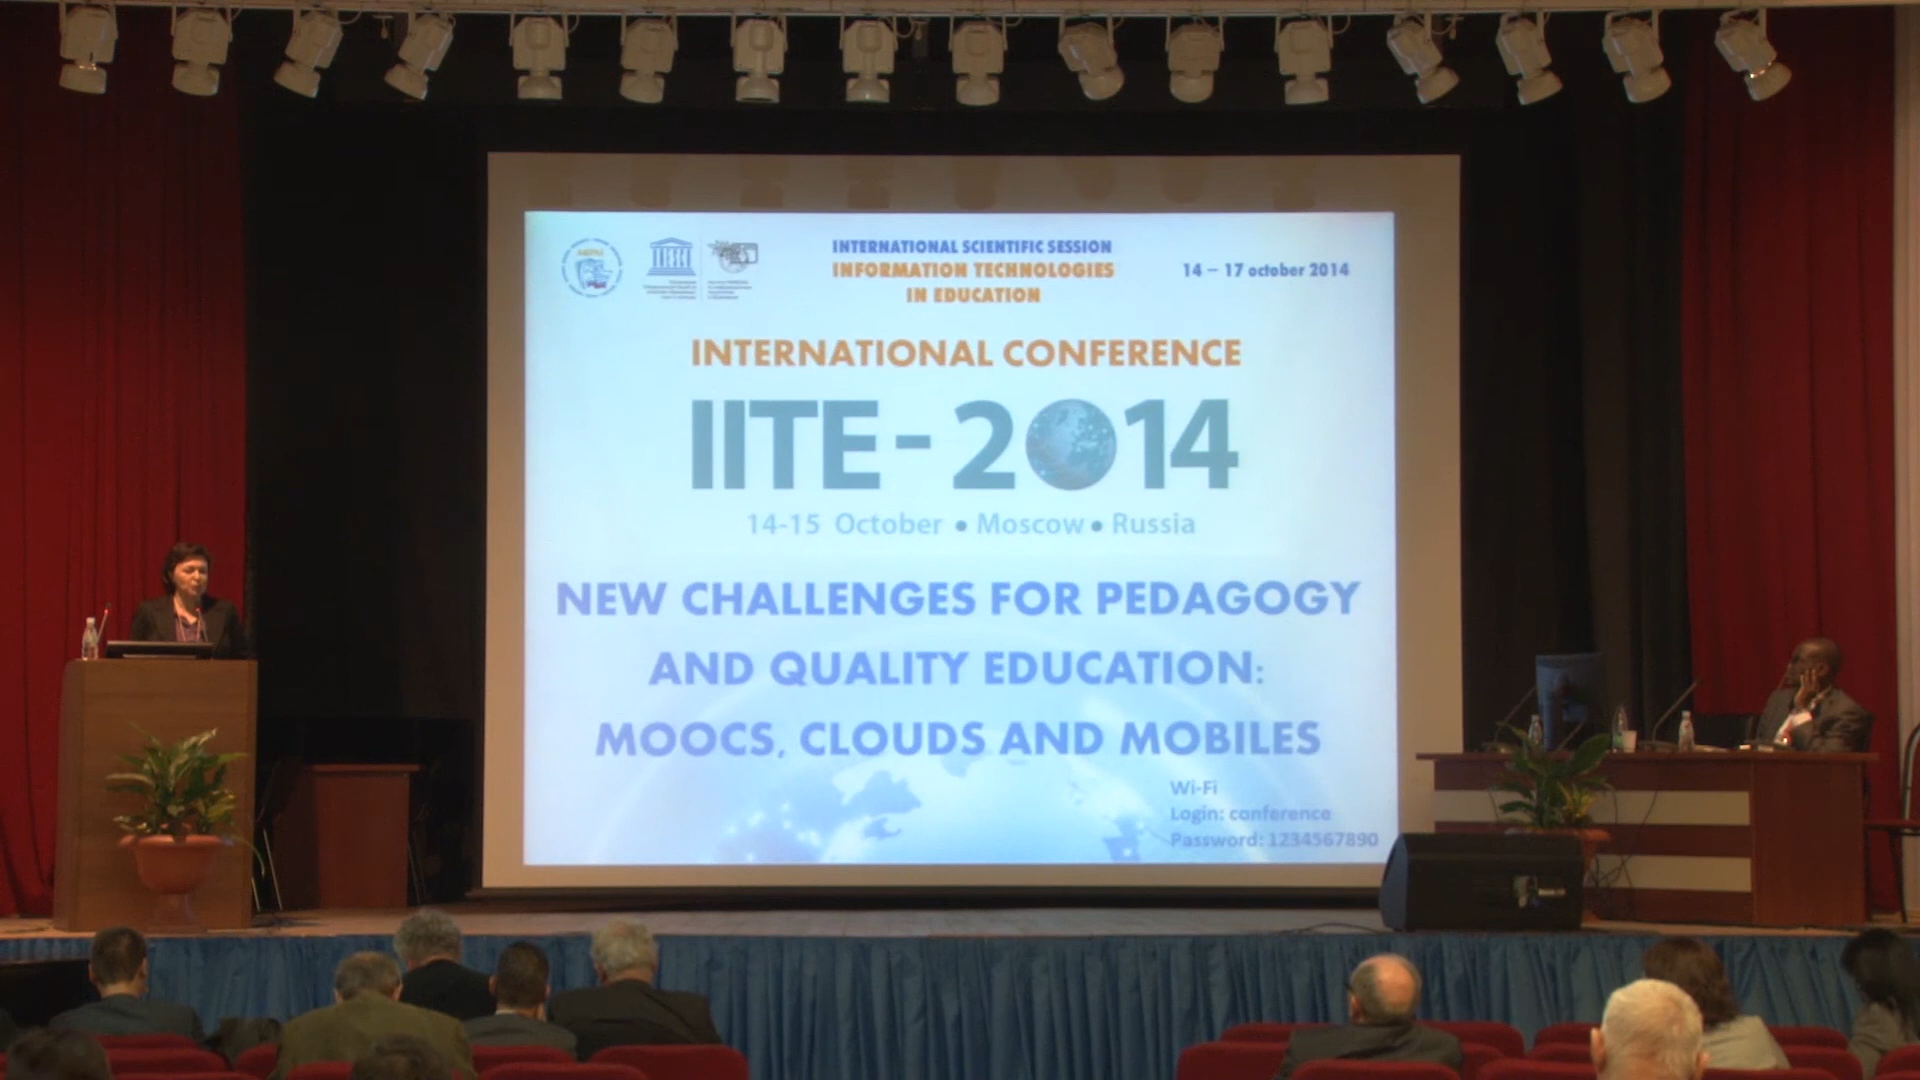 INTERNATIONAL SCIENTIFIC SESSION
INFORMATION TECHNOLOGIES
IN EDUCATION
14 – 17 october 2014
UNESCO
INTERNATIONAL CONFERENCE
IITE - 2014
14-15 October • Moscow • Russia
NEW CHALLENGES FOR PEDAGOGY
AND QUALITY EDUCATION:
MOOCS, CLOUDS AND MOBILES
Wi-Fi
Login: conference
Password: 1234567890